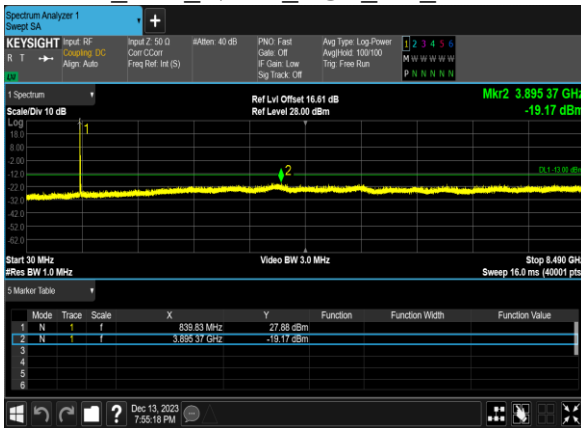 Spectrum Analyzer 1
Swept SA
+
KEYSIGHT Input: RF Input Z: 50 Ω #Atten: 40 dB PNO: Fast Avg Type: Log-Power 1 2 3 4 5 6
R T Coupling: DC Corr CCorr Gate: Off Avg|Hold: 100/100 M W W W W W
Align: Auto Freq Ref: Int (S) IF Gain: Low Trig: Free Run
LV Sig Track: Off P N N N N N
1 Spectrum Ref Lvl Offset 16.61 dB Mkr2 3.895 37 GHz
Scale/Div 10 dB Ref Level 28.00 dBm -19.17 dBm
Log
18.0
8.00
-2.00
-12.0
-22.0
-32.0
-42.0
-52.0
-62.0
1
2
DL1 -13.00 dBm
Start 30 MHz Video BW 3.0 MHz Stop 8.490 GHz
#Res BW 1.0 MHz Sweep 16.0 ms (40001 pts)
5 Marker Table
Mode Trace Scale X Y Function Function Width Function Value
1 N 1 f 839.83 MHz 27.88 dBm
2 N 1 f 3.895 37 GHz -19.17 dBm
3
4
5
6
? Dec 13, 2023
7:55:18 PM